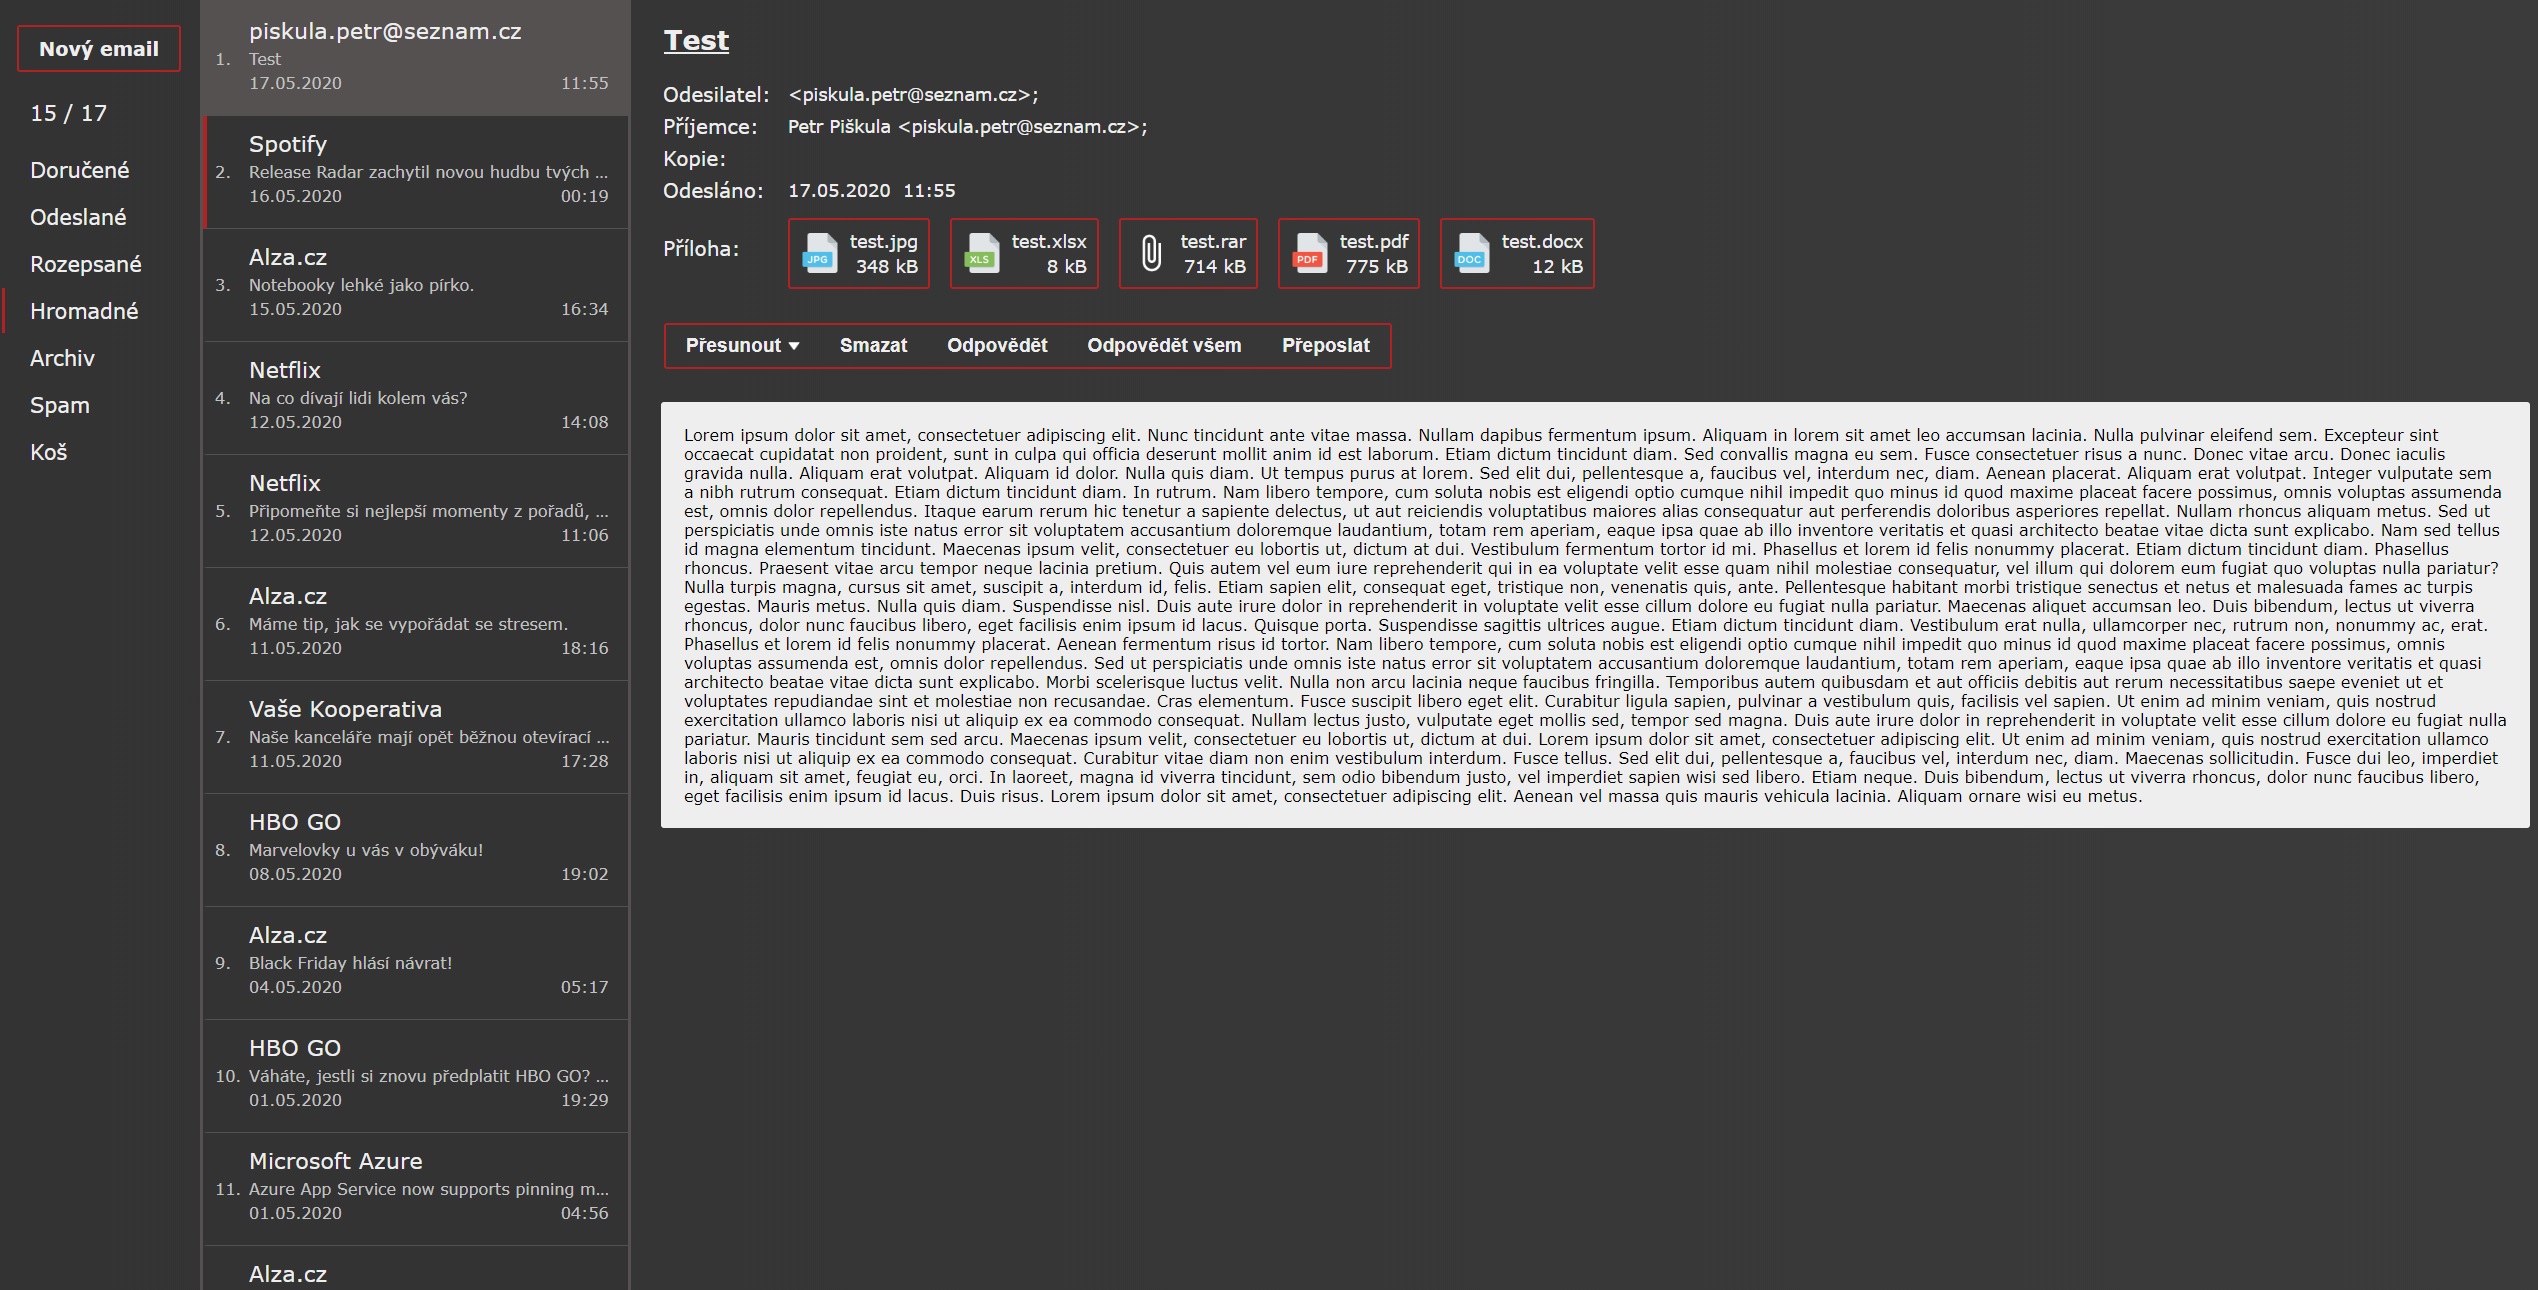 Nový email
15 / 17
Doručené
Odeslané
Rozepsané
Hromadné
Archiv
Spam
Koš
piskula.petr@seznam.cz
1. Test
17.05.2020 11:55
Spotify
2. Release Radar zachytil novou hudbu tvých ...
16.05.2020 00:19
Alza.cz
3. Notebooky lehké jako pírko.
15.05.2020 16:34
Netflix
4. Na co dívají lidi kolem vás?
12.05.2020 14:08
Netflix
5. Připomeňte si nejlepší momenty z pořadů, ...
12.05.2020 11:06
Alza.cz
6. Máme tip, jak se vypořádat se stresem.
11.05.2020 18:16
Vaše Kooperativa
7. Naše kanceláře mají opět běžnou otevírací ...
11.05.2020 17:28
HBO GO
8. Marvelovky u vás v obýváku!
08.05.2020 19:02
Alza.cz
9. Black Friday hlásí návrat!
04.05.2020 05:17
HBO GO
10. Váháte, jestli si znovu předplatit HBO GO? ...
01.05.2020 19:29
Microsoft Azure
11. Azure App Service now supports pinning m...
01.05.2020 04:56
Alza.cz
Test
Odesilatel: <piskula.petr@seznam.cz>;
Příjemce: Petr Piškula <piskula.petr@seznam.cz>;
Kopie:
Odesláno: 17.05.2020 11:55
Příloha:
JPG test.jpg 348 kB
XLS test.xlsx 8 kB
test.rar 714 kB
PDF test.pdf 775 kB
DOC test.docx 12 kB
Přesunout Smazat Odpovědět Odpovědět všem Přeposlat
Lorem ipsum dolor sit amet, consectetuer adipiscing elit. Nunc tincidunt ante vitae massa. Nullam dapibus fermentum ipsum. Aliquam in lorem sit amet leo accumsan lacinia. Nulla pulvinar eleifend sem. Excepteur sint
occaecat cupidatat non proident, sunt in culpa qui officia deserunt mollit anim id est laborum. Etiam dictum tincidunt diam. Sed convallis magna eu sem. Fusce consectetuer risus a nunc. Donec vitae arcu. Donec iaculis
gravida nulla. Aliquam erat volutpat. Aliquam id dolor. Nulla quis diam. Ut tempus purus at lorem. Sed elit dui, pellentesque a, faucibus vel, interdum nec, diam. Aenean placerat. Aliquam erat volutpat. Integer vulputate sem
a nibh rutrum consequat. Etiam dictum tincidunt diam. In rutrum. Nam libero tempore, cum soluta nobis est eligendi optio cumque nihil impedit quo minus id quod maxime placeat facere possimus, omnis voluptas assumenda
est, omnis dolor repellendus. Itaque earum rerum hic tenetur a sapiente delectus, ut aut reiciendis voluptatibus maiores alias consequatur aut perferendis doloribus asperiores repellat. Nullam rhoncus aliquam metus. Sed ut
perspiciatis unde omnis iste natus error sit voluptatem accusantium doloremque laudantium, totam rem aperiam, eaque ipsa quae ab illo inventore veritatis et quasi architecto beatae vitae dicta sunt explicabo. Nam sed tellus
id magna elementum tincidunt. Maecenas ipsum velit, consectetuer eu lobortis ut, dictum at dui. Vestibulum fermentum tortor id mi. Phasellus et lorem id felis nonummy placerat. Etiam dictum tincidunt diam. Phasellus
rhoncus. Praesent vitae arcu tempor neque lacinia pretium. Quis autem vel eum iure reprehenderit qui in ea voluptate velit esse quam nihil molestiae consequatur, vel illum qui dolorem eum fugiat quo voluptas nulla pariatur?
Nulla turpis magna, cursus sit amet, suscipit a, interdum id, felis. Etiam sapien elit, consequat eget, tristique non, venenatis quis, ante. Pellentesque habitant morbi tristique senectus et netus et malesuada fames ac turpis
egestas. Mauris metus. Nulla quis diam. Suspendisse nisl. Duis aute irure dolor in reprehenderit in voluptate velit esse cillum dolore eu fugiat nulla pariatur. Maecenas aliquet accumsan leo. Duis bibendum, lectus ut viverra
rhoncus, dolor nunc faucibus libero, eget facilisis enim ipsum id lacus. Quisque porta. Suspendisse sagittis ultrices augue. Etiam dictum tincidunt diam. Vestibulum erat nulla, ullamcorper nec, rutrum non, nonummy ac, erat.
Phasellus et lorem id felis nonummy placerat. Aenean fermentum risus id tortor. Nam libero tempore, cum soluta nobis est eligendi optio cumque nihil impedit quo minus id quod maxime placeat facere possimus, omnis
voluptas assumenda est, omnis dolor repellendus. Sed ut perspiciatis unde omnis iste natus error sit voluptatem accusantium doloremque laudantium, totam rem aperiam, eaque ipsa quae ab illo inventore veritatis et quasi
architecto beatae vitae dicta sunt explicabo. Morbi scelerisque luctus velit. Nulla non arcu lacinia neque faucibus fringilla. Temporibus autem quibusdam et aut officiis debitis aut rerum necessitatibus saepe eveniet ut et
voluptates repudiandae sint et molestiae non recusandae. Cras elementum. Fusce suscipit libero eget elit. Curabitur ligula sapien, pulvinar a vestibulum quis, facilisis vel sapien. Ut enim ad minim veniam, quis nostrud
exercitation ullamco laboris nisi ut aliquip ex ea commodo consequat. Nullam lectus justo, vulputate eget mollis sed, tempor sed magna. Duis aute irure dolor in reprehenderit in voluptate velit esse cillum dolore eu fugiat nulla
pariatur. Mauris tincidunt sem sed arcu. Maecenas ipsum velit, consectetuer eu lobortis ut, dictum at dui. Lorem ipsum dolor sit amet, consectetuer adipiscing elit. Ut enim ad minim veniam, quis nostrud exercitation ullamco
laboris nisi ut aliquip ex ea commodo consequat. Curabitur vitae diam non enim vestibulum interdum. Fusce tellus. Sed elit dui, pellentesque a, faucibus vel, interdum nec, diam. Maecenas sollicitudin. Fusce dui leo, imperdiet
in, aliquam sit amet, feugiat eu, orci. In laoreet, magna id viverra tincidunt, sem odio bibendum justo, vel imperdiet sapien wisi sed libero. Etiam neque. Duis bibendum, lectus ut viverra rhoncus, dolor nunc faucibus libero,
eget facilisis enim ipsum id lacus. Duis risus. Lorem ipsum dolor sit amet, consectetuer adipiscing elit. Aenean vel massa quis mauris vehicula lacinia. Aliquam ornare wisi eu metus.